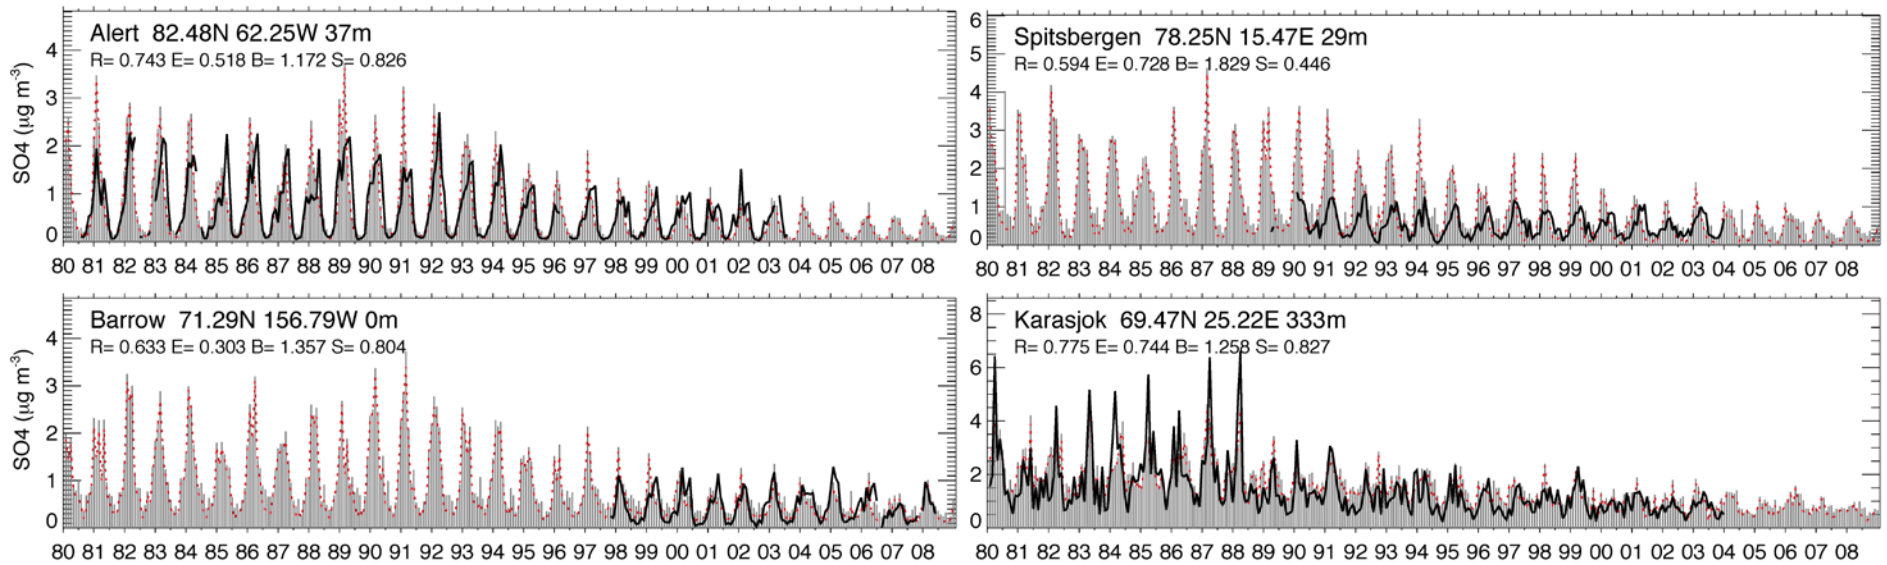 Alert 82.48N 62.25W 37m
R= 0.743 E= 0.518 B= 1.172 S= 0.826
SO4 (µg m-3)
4
3
2
1
0
80 81 82 83 84 85 86 87 88 89 90 91 92 93 94 95 96 97 98 99 00 01 02 03 04 05 06 07 08
Spitsbergen 78.25N 15.47E 29m
R= 0.594 E= 0.728 B= 1.829 S= 0.446
6
5
4
3
2
1
0
80 81 82 83 84 85 86 87 88 89 90 91 92 93 94 95 96 97 98 99 00 01 02 03 04 05 06 07 08
Barrow 71.29N 156.79W 0m
R= 0.633 E= 0.303 B= 1.357 S= 0.804
SO4 (µg m-3)
4
3
2
1
0
80 81 82 83 84 85 86 87 88 89 90 91 92 93 94 95 96 97 98 99 00 01 02 03 04 05 06 07 08
Karasjok 69.47N 25.22E 333m
R= 0.775 E= 0.744 B= 1.258 S= 0.827
8
6
4
2
0
80 81 82 83 84 85 86 87 88 89 90 91 92 93 94 95 96 97 98 99 00 01 02 03 04 05 06 07 08